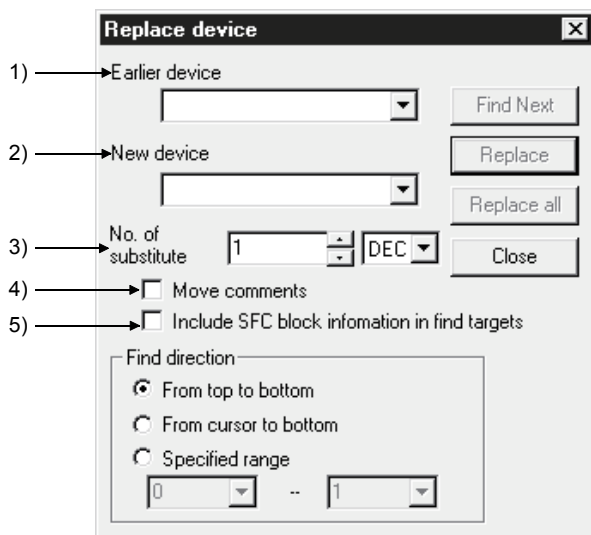 Replace device
1) Earlier device
Find Next
2) New device
Replace
Replace all
3) No. of
substitute
1 DEC
Close
4) Move comments
5) Include SFC block infomation in find targets
Find direction
From top to bottom
From cursor to bottom
Specified range
0 -- 1